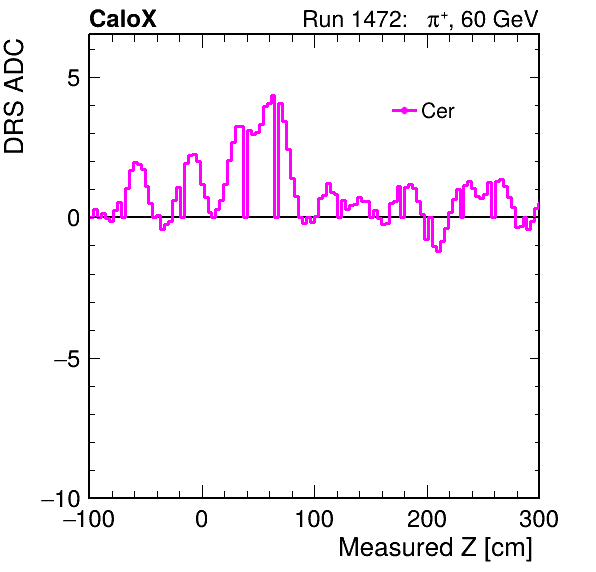 CaloX Run 1472: π⁺, 60 GeV
DRS ADC
5
Cer
0
−5
−10
−100 0 100 200 300
Measured Z [cm]